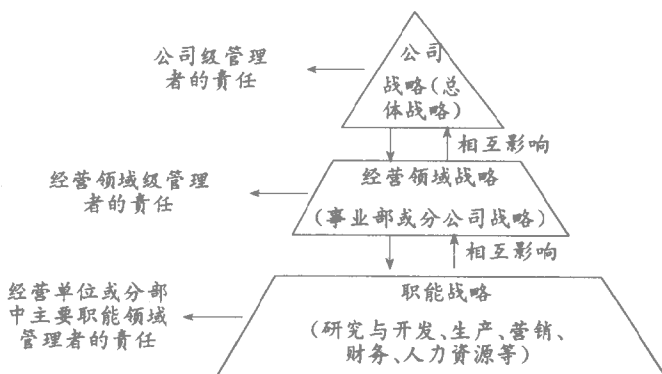 公司
战略(总
体战略)
公司级管理
者的责任
相互影响
经营领域战略
(事业部或分公司战略)
经营领域级管理
者的责任
相互影响
职能战略
(研究与开发、生产、营销、
财务、人力资源等)
经营单位或分部
中主要职能领域
管理者的责任